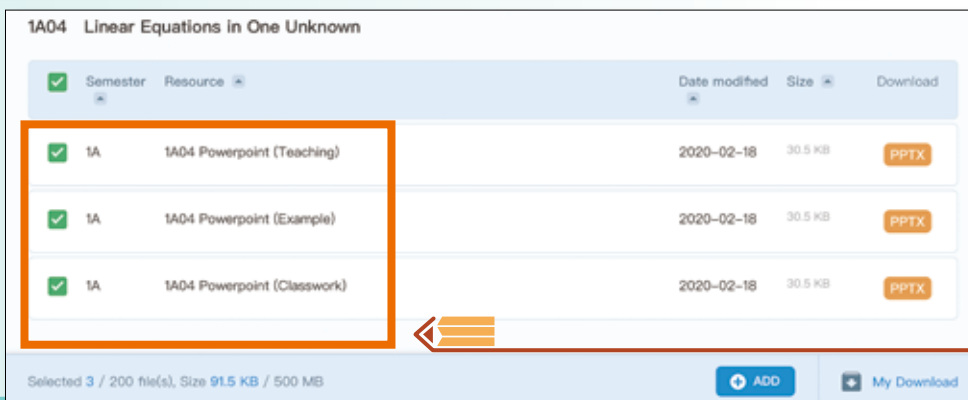 1A04 Linear Equations in One Unknown
Semester Resource Date modified Size Download
1A 1A04 Powerpoint (Teaching) 2020-02-18 30.5 KB PPTX
1A 1A04 Powerpoint (Example) 2020-02-18 30.5 KB PPTX
1A 1A04 Powerpoint (Classwork) 2020-02-18 30.5 KB PPTX
Selected 3 / 200 file(s), Size 91.5 KB / 500 MB ADD My Download